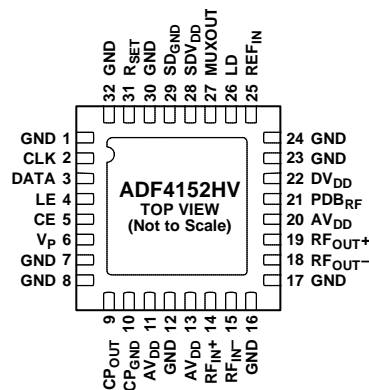 32 GND
31 RSET
30 GND
29 SDGND
28 SDVDD
27 MUXOUT
26 LD
25 REFIN
GND 1
CLK 2
DATA 3
LE 4
CE 5
VP 6
GND 7
GND 8
ADF4152HV
TOP VIEW
(Not to Scale)
24 GND
23 GND
22 DVDD
21 PDBRF
20 AVDD
19 RFOUT+
18 RFOUT−
17 GND
CPOUT 9
CPGND 10
AVDD 11
GND 12
AVDD 13
RFIN+ 14
RFIN− 15
GND 16